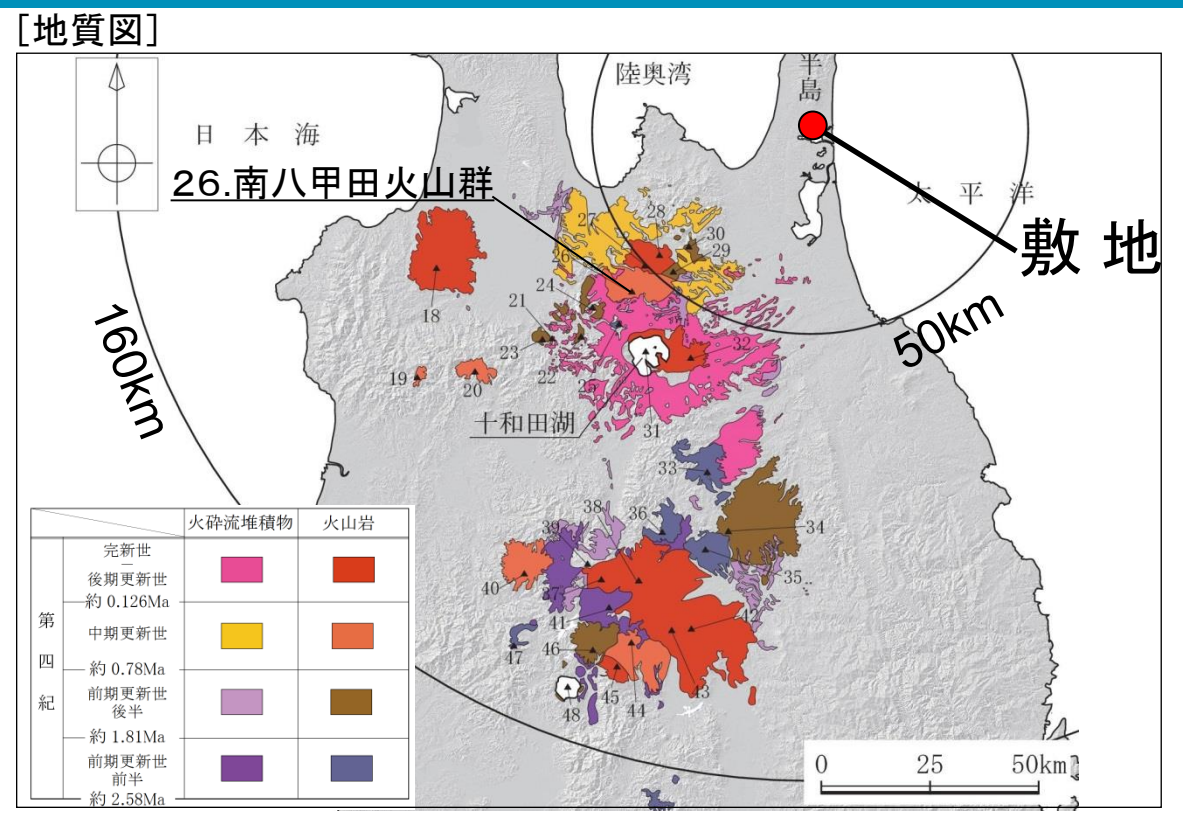 [地質図]
陸奥湾
半島
日本海
26.南八甲田火山群
太平洋
敷地
28
27
30
29
26
24
21
18
160km
50km
23
32
22
19
20
25
十和田湖
31
33
38
36
39
34
40
35
37
42
41
46
47
45
44
43
48
火砕流堆積物 火山岩
完新世
―
後期更新世
約 0.126Ma
第四紀
中期更新世
約 0.78Ma
前期更新世
後半
約 1.81Ma
前期更新世
前半
約 2.58Ma
0 25 50km